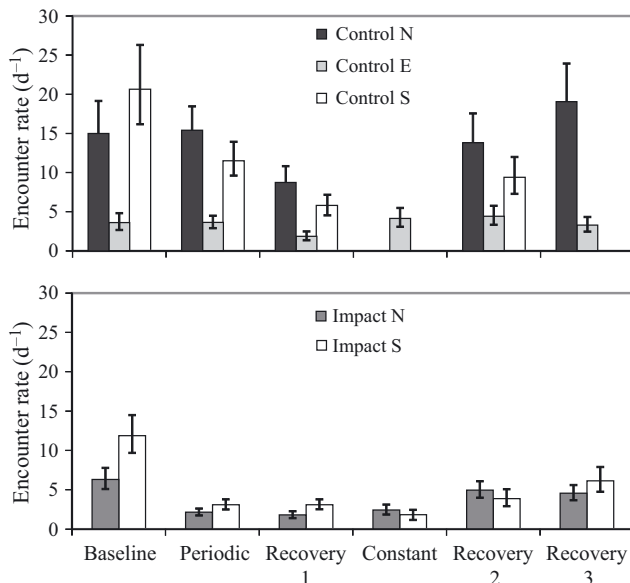 30
25
20
15
10
5
0
Encounter rate (d⁻¹)
Control N
Control E
Control S
30
25
20
15
10
5
0
Encounter rate (d⁻¹)
Impact N
Impact S
Baseline Periodic Recovery Constant Recovery Recovery
1 2 3